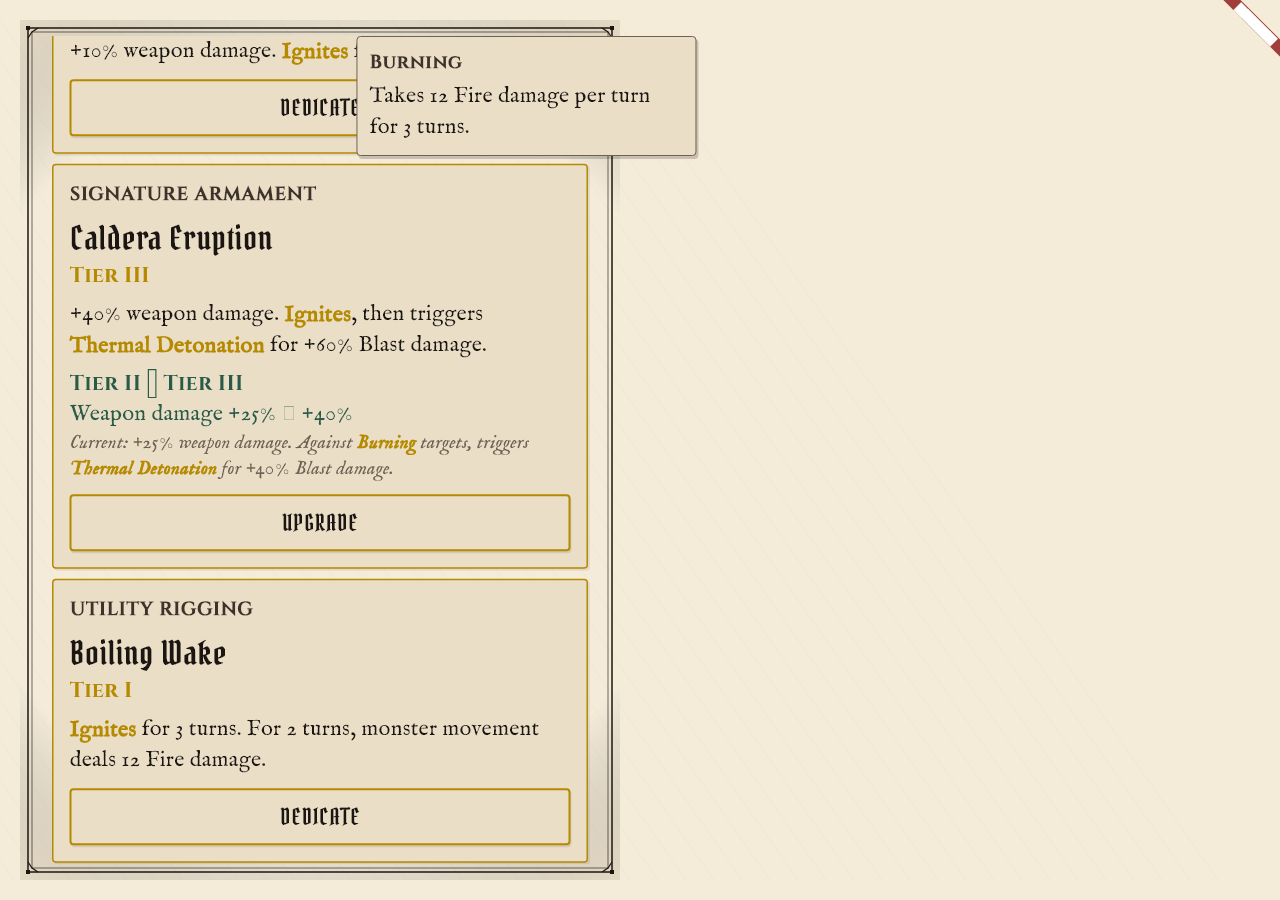 +10% weapon damage. Ignites
DEDICATE
Burning
Takes 12 Fire damage per turn
for 3 turns.
SIGNATURE ARMAMENT
Caldera Eruption
Tier III
+40% weapon damage. Ignites, then triggers
Thermal Detonation for +60% Blast damage.
Tier II Tier III
Weapon damage +25% +40%
Current: +25% weapon damage. Against Burning targets, triggers
Thermal Detonation for +40% Blast damage.
UPGRADE
UTILITY RIGGING
Boiling Wake
Tier I
Ignites for 3 turns. For 2 turns, monster movement
deals 12 Fire damage.
DEDICATE